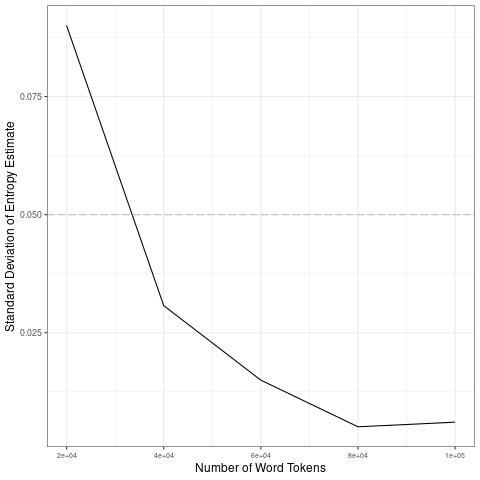 Standard Deviation of Entropy Estimate
0.075
0.050
0.025
2e+04 4e+04 6e+04 8e+04 1e+05
Number of Word Tokens